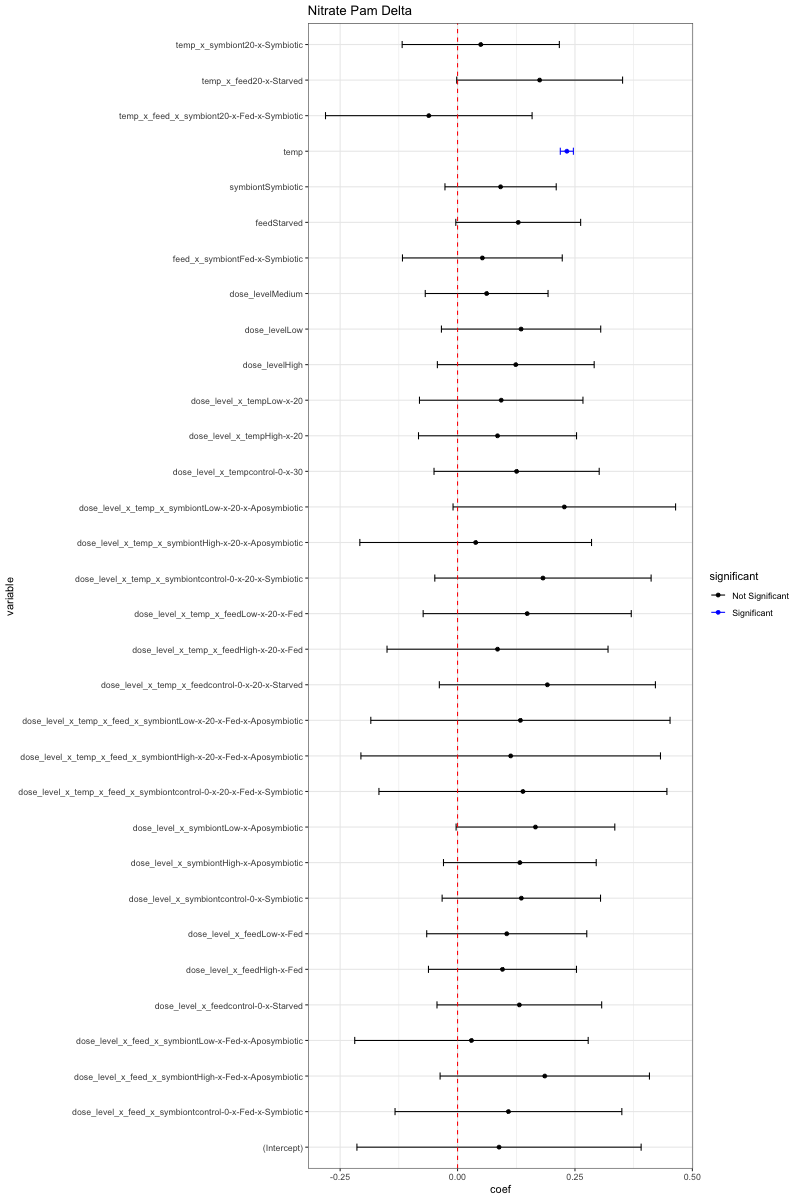 Nitrate Pam Delta
temp_x_symbiont20-x-Symbiotic
temp_x_feed20-x-Starved
temp_x_feed_x_symbiont20-x-Fed-x-Symbiotic
temp
symbiontSymbiotic
feedStarved
feed_x_symbiontFed-x-Symbiotic
dose_levelMedium
dose_levelLow
dose_levelHigh
dose_level_x_tempLow-x-20
dose_level_x_tempHigh-x-20
dose_level_x_tempcontrol-0-x-30
dose_level_x_temp_x_symbiontLow-x-20-x-Aposymbiotic
dose_level_x_temp_x_symbiontHigh-x-20-x-Aposymbiotic
dose_level_x_temp_x_symbiontcontrol-0-x-20-x-Symbiotic
dose_level_x_temp_x_feedLow-x-20-x-Fed
dose_level_x_temp_x_feedHigh-x-20-x-Fed
dose_level_x_temp_x_feedcontrol-0-x-20-x-Starved
dose_level_x_temp_x_feed_x_symbiontLow-x-20-x-Fed-x-Aposymbiotic
dose_level_x_temp_x_feed_x_symbiontHigh-x-20-x-Fed-x-Aposymbiotic
dose_level_x_temp_x_feed_x_symbiontcontrol-0-x-20-x-Fed-x-Symbiotic
dose_level_x_symbiontLow-x-Aposymbiotic
dose_level_x_symbiontHigh-x-Aposymbiotic
dose_level_x_symbiontcontrol-0-x-Symbiotic
dose_level_x_feedLow-x-Fed
dose_level_x_feedHigh-x-Fed
dose_level_x_feedcontrol-0-x-Starved
dose_level_x_feed_x_symbiontLow-x-Fed-x-Aposymbiotic
dose_level_x_feed_x_symbiontHigh-x-Fed-x-Aposymbiotic
dose_level_x_feed_x_symbiontcontrol-0-x-Fed-x-Symbiotic
(Intercept)
variable
-0.25 0.00 0.25 0.50
coef
significant
Not Significant
Significant